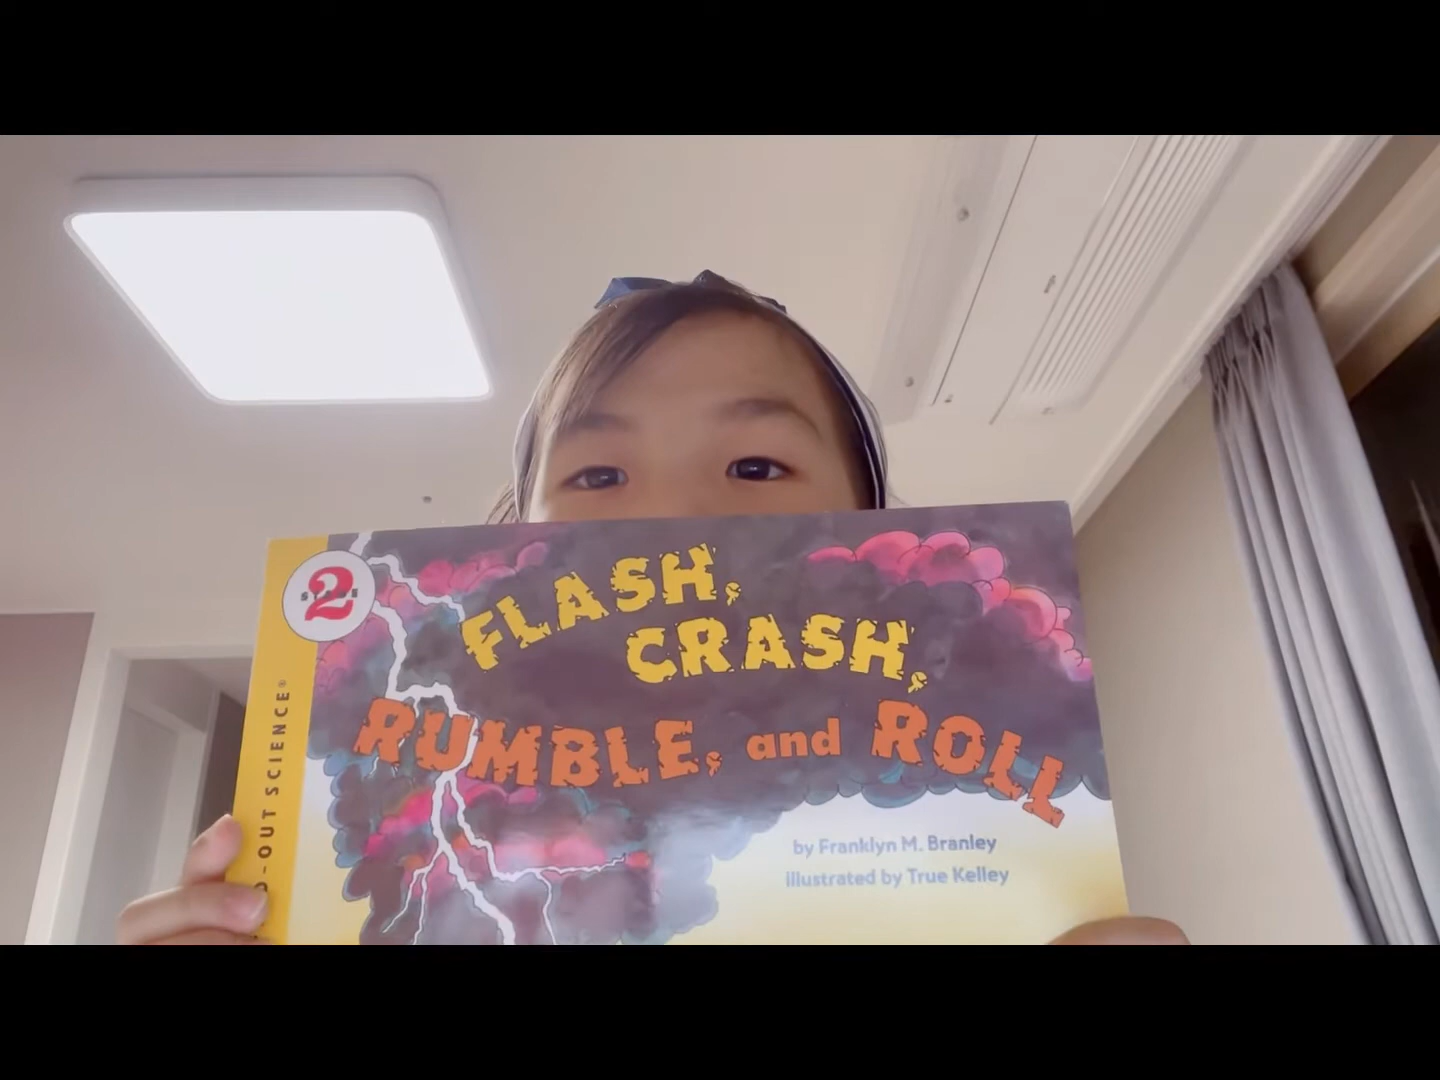 2
STAGE
FLASH,
CRASH,
RUMBLE, and ROLL
by Franklyn M. Branley
illustrated by True Kelley
-OUT SCIENCE®